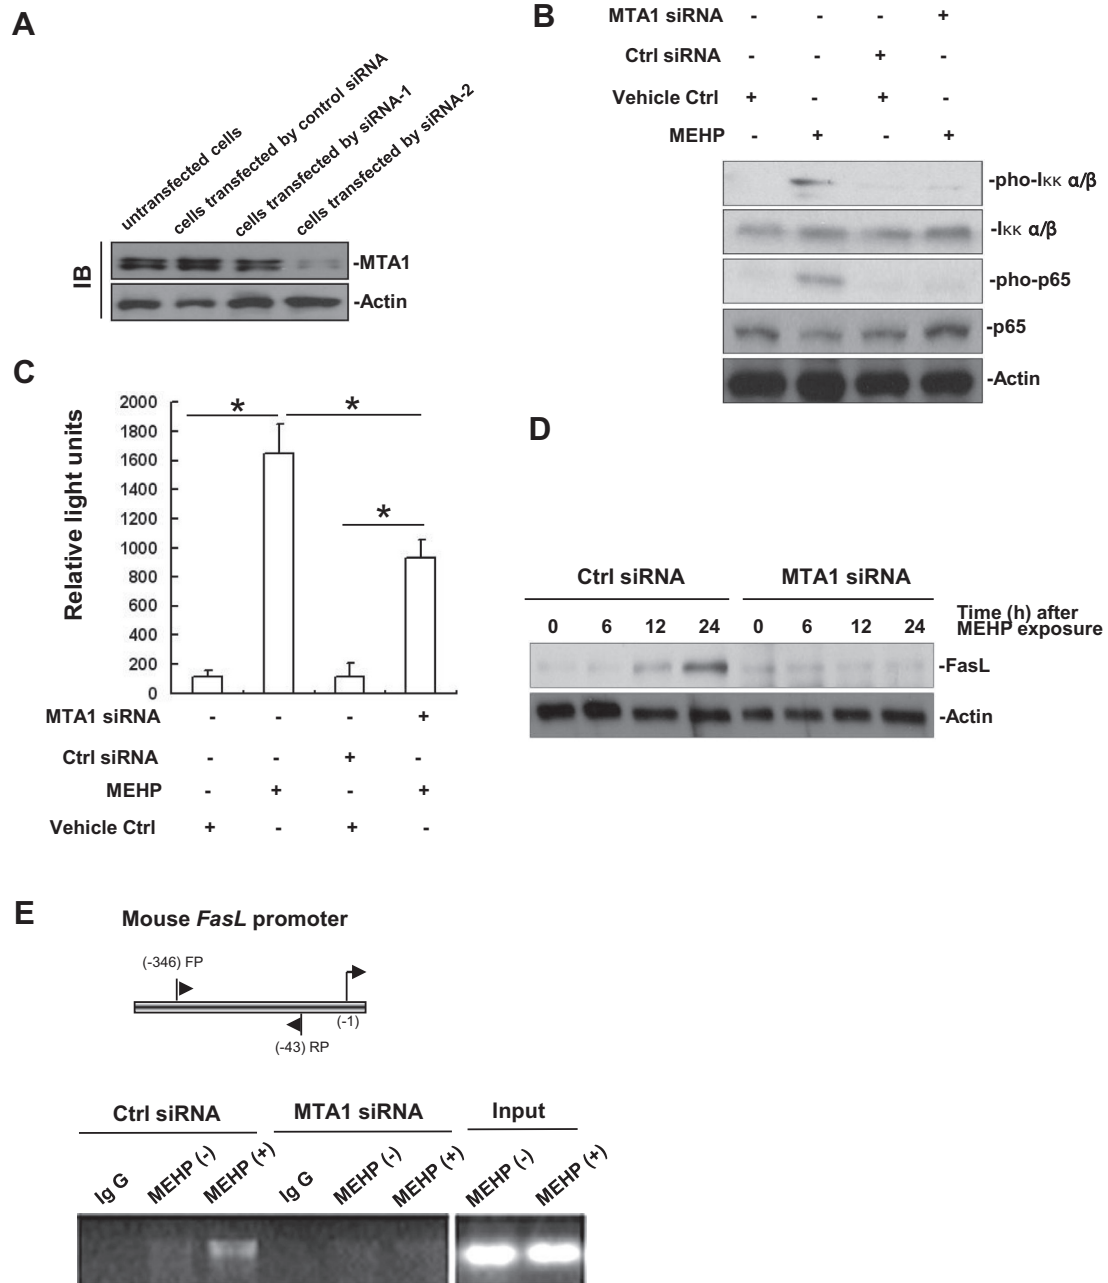 A
untransfected cells
cells transfected by control siRNA
cells transfected by siRNA-1
cells transfected by siRNA-2
IB
-MTA1
-Actin
B
MTA1 siRNA - - - +
Ctrl siRNA - - + -
Vehicle Ctrl + - + -
MEHP - + - +
-pho-Iκκ α/β
-Iκκ α/β
-pho-p65
-p65
-Actin
C
Relative light units
2000
1800
1600
1400
1200
1000
800
600
400
200
0
* * *
MTA1 siRNA - - - +
Ctrl siRNA - - + -
MEHP - + - +
Vehicle Ctrl + - + -
D
Ctrl siRNA MTA1 siRNA
0 6 12 24 0 6 12 24 Time (h) after
MEHP exposure
-FasL
-Actin
E
Mouse FasL promoter
(-346) FP
(-1)
(-43) RP
Ctrl siRNA MTA1 siRNA Input
Ig G MEHP (-) MEHP (+) Ig G MEHP (-) MEHP (+) MEHP (-) MEHP (+)